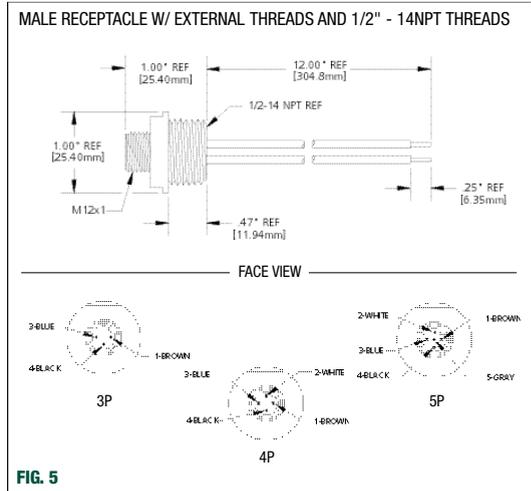 MALE RECEPTACLE W/ EXTERNAL THREADS AND 1/2" - 14NPT THREADS
1.00" REF
[25.40mm]
12.00" REF
[304.8mm]
1/2-14 NPT REF
1.00" REF
[25.40mm]
M12x1
.47" REF
[11.94mm]
.25" REF
[6.35mm]
FACE VIEW
3-BLUE
4-BLACK
1-BROWN
3P
3-BLUE
2-WHITE
4-BLACK
1-BROWN
4P
2-WHITE
1-BROWN
3-BLUE
4-BLACK
5-GRAY
5P
FIG. 5